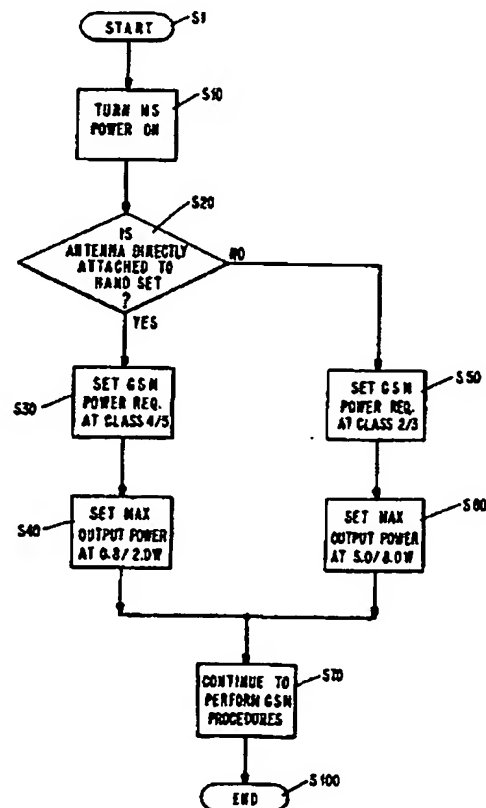 START
S1
TURN MS
POWER ON
S10
IS
ANTENNA DIRECTLY
ATTACHED TO
HAND SET
?
S20
NO
YES
SET GSM
POWER REQ.
AT CLASS 4/5
S30
SET GSM
POWER REQ.
AT CLASS 2/3
S50
SET MAX
OUTPUT POWER
AT 0.8/2.0W
S40
SET MAX
OUTPUT POWER
AT 5.0/8.0W
S60
CONTINUE TO
PERFORM GSM
PROCEDURES
S70
END
S100